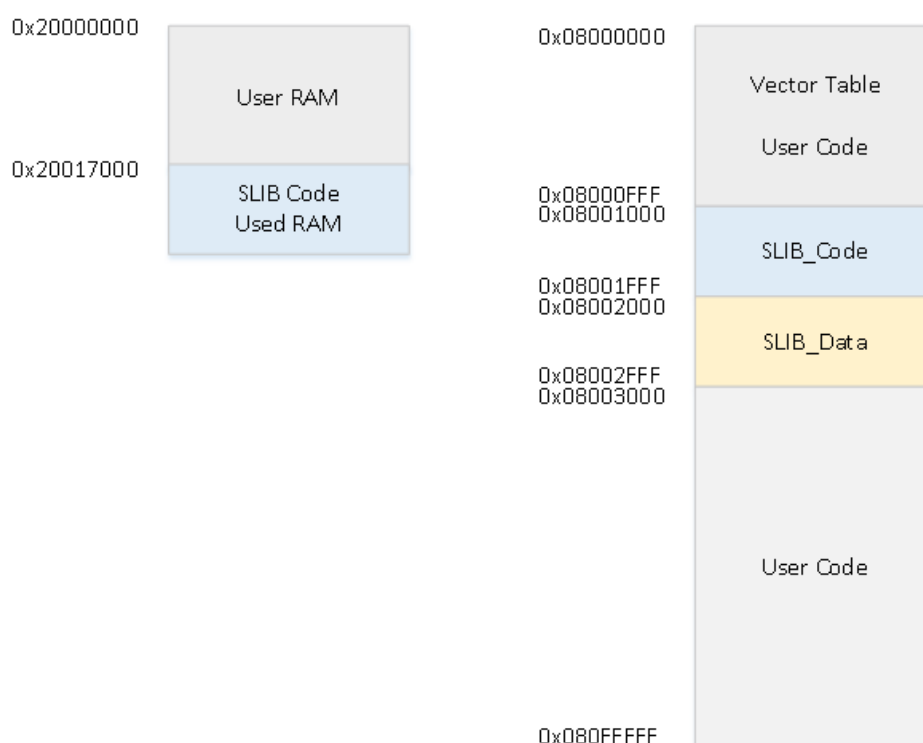 0x20000000
User RAM
0x20017000
SLIB Code
Used RAM
0x08000000
Vector Table
User Code
0x08000FFF
0x08001000
SLIB_Code
0x08001FFF
0x08002000
SLIB_Data
0x08002FFF
0x08003000
User Code
0x080FFFFF